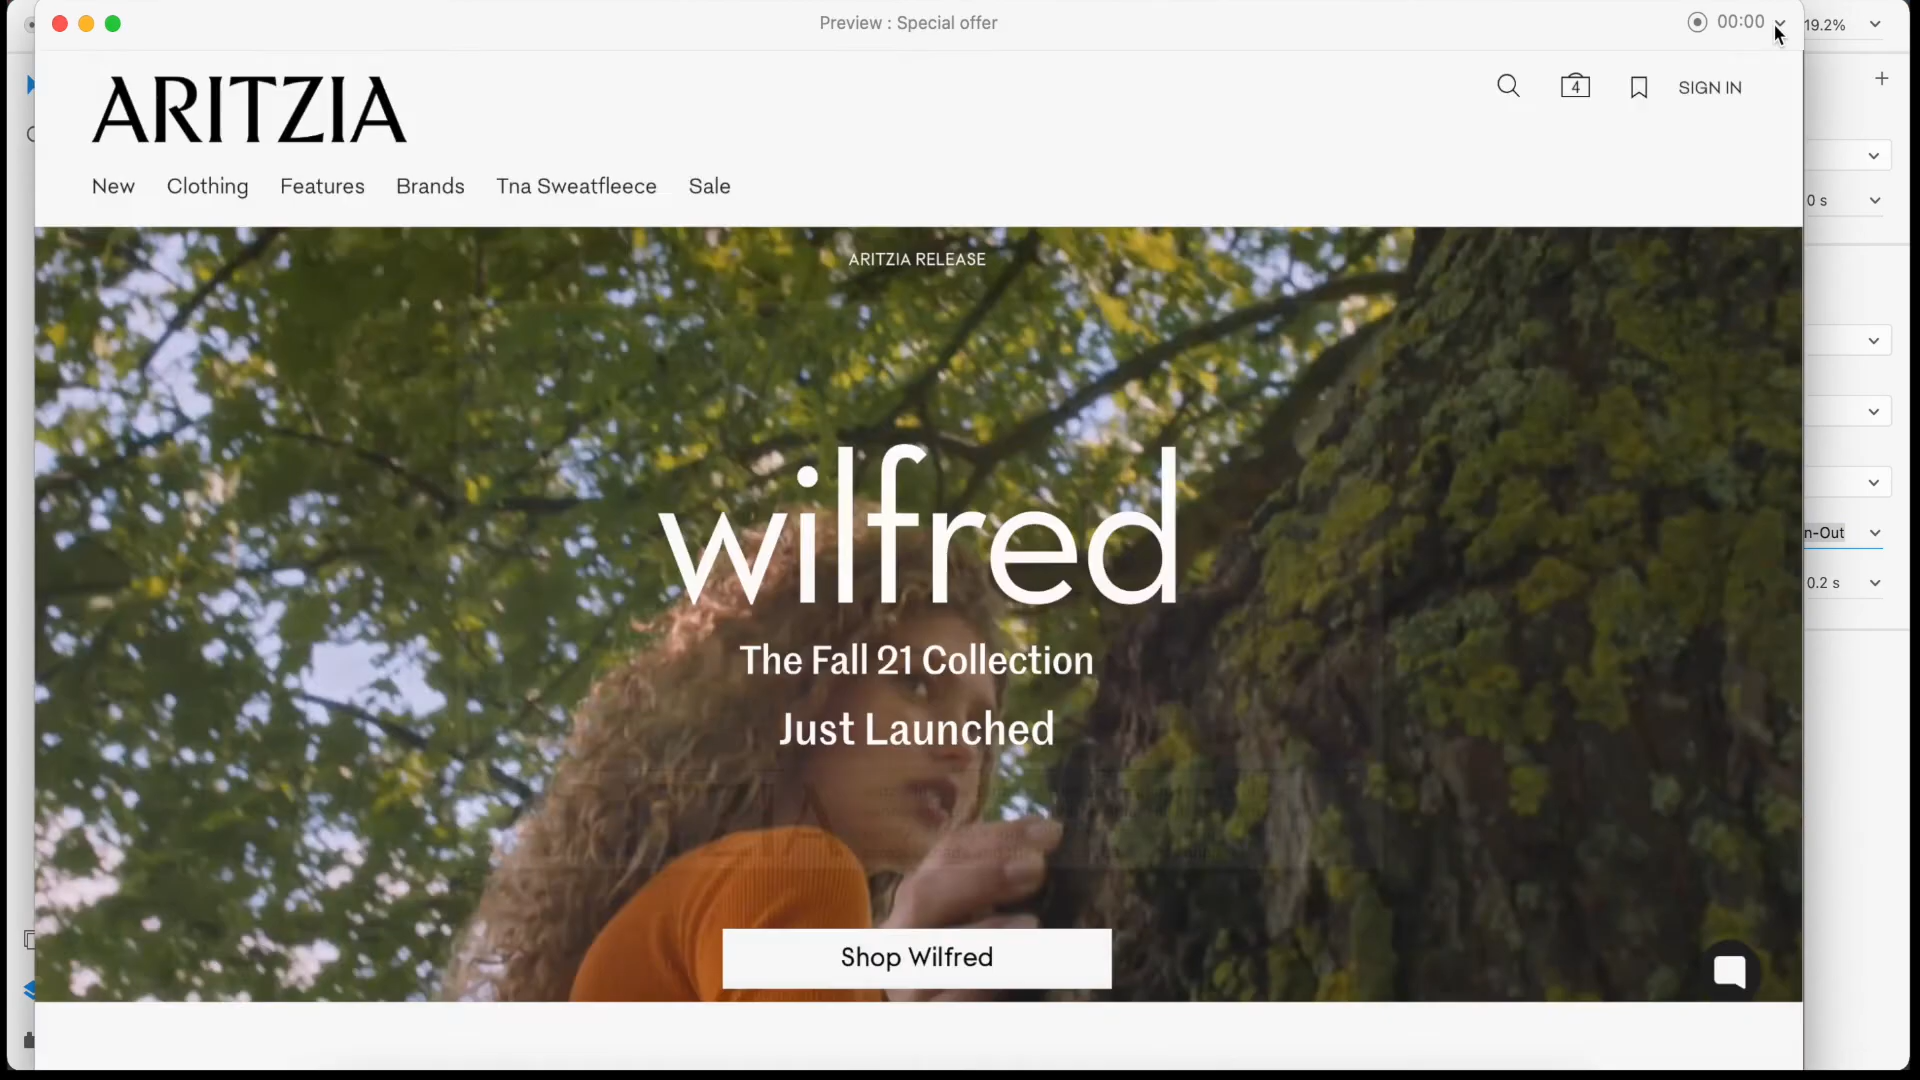 Preview : Special offer
00:00
19.2%
ARITZIA
4
SIGN IN
New Clothing Features Brands Tna Sweatfleece Sale
0 s
ARITZIA RELEASE
wilfred
n-Out
0.2 s
The Fall 21 Collection
Just Launched
Shop Wilfred